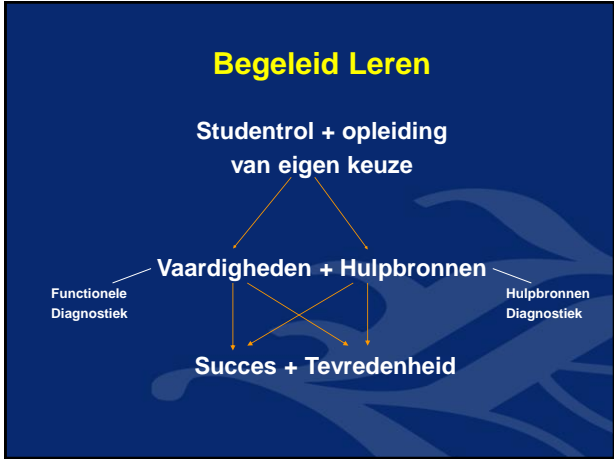 Begeleid Leren
Studentrol + opleiding
van eigen keuze
Vaardigheden + Hulpbronnen
Functionele
Diagnostiek
Hulpbronnen
Diagnostiek
Succes + Tevredenheid